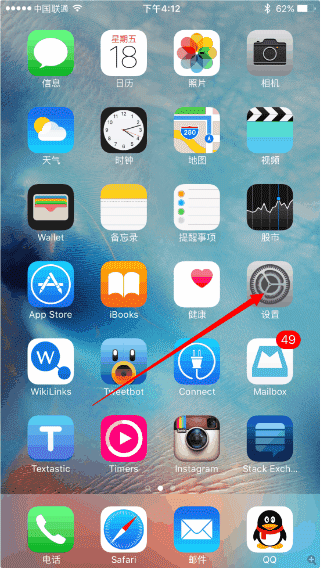 中国联通 下午4:12 62%
星期五
18
信息 日历 照片 相机
280
天气 时钟 地图 视频
Wallet 备忘录 提醒事项 股市
App Store iBooks 健康 设置
49
W
WikiLinks Tweetbot Connect Mailbox
T
Textastic Timers Instagram Stack Exch...
电话 Safari 邮件 QQ